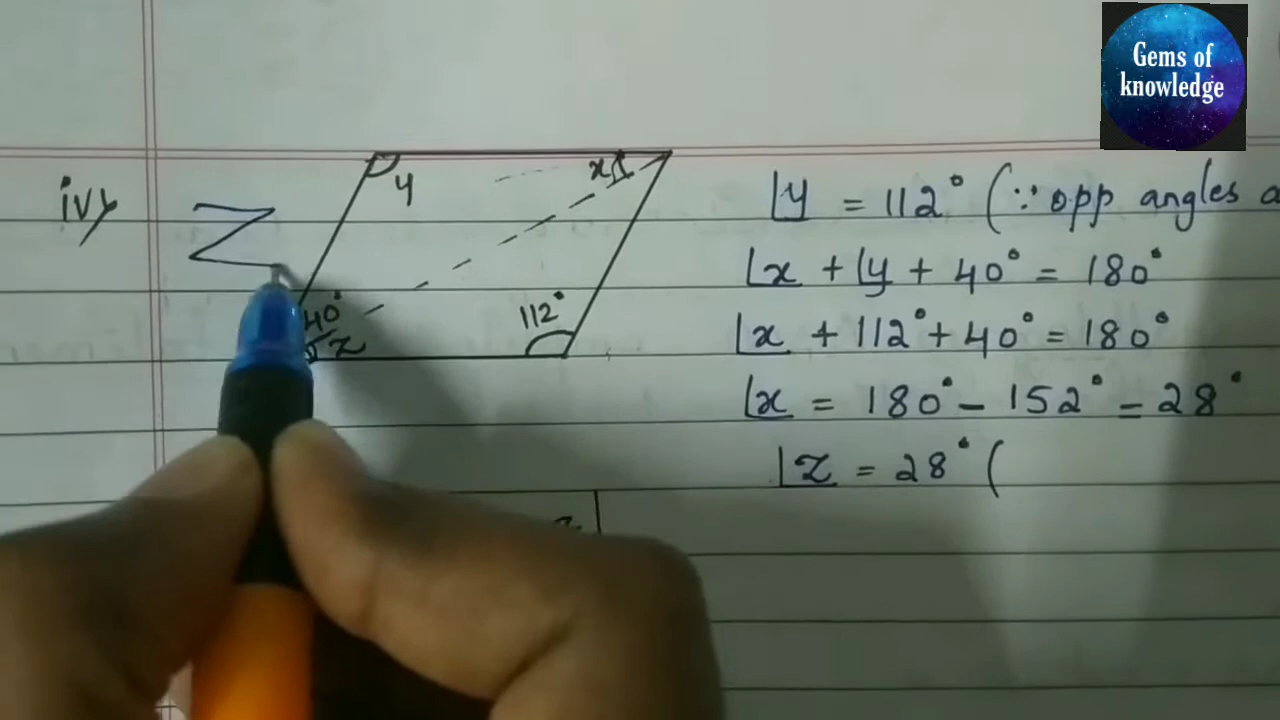 Gems of
knowledge
iv)
y
x
40°
z
112°
∠y = 112° (∵ opp angles a
∠x + ∠y + 40° = 180°
∠x + 112° + 40° = 180°
∠x = 180° - 152° = 28°
∠z = 28° (